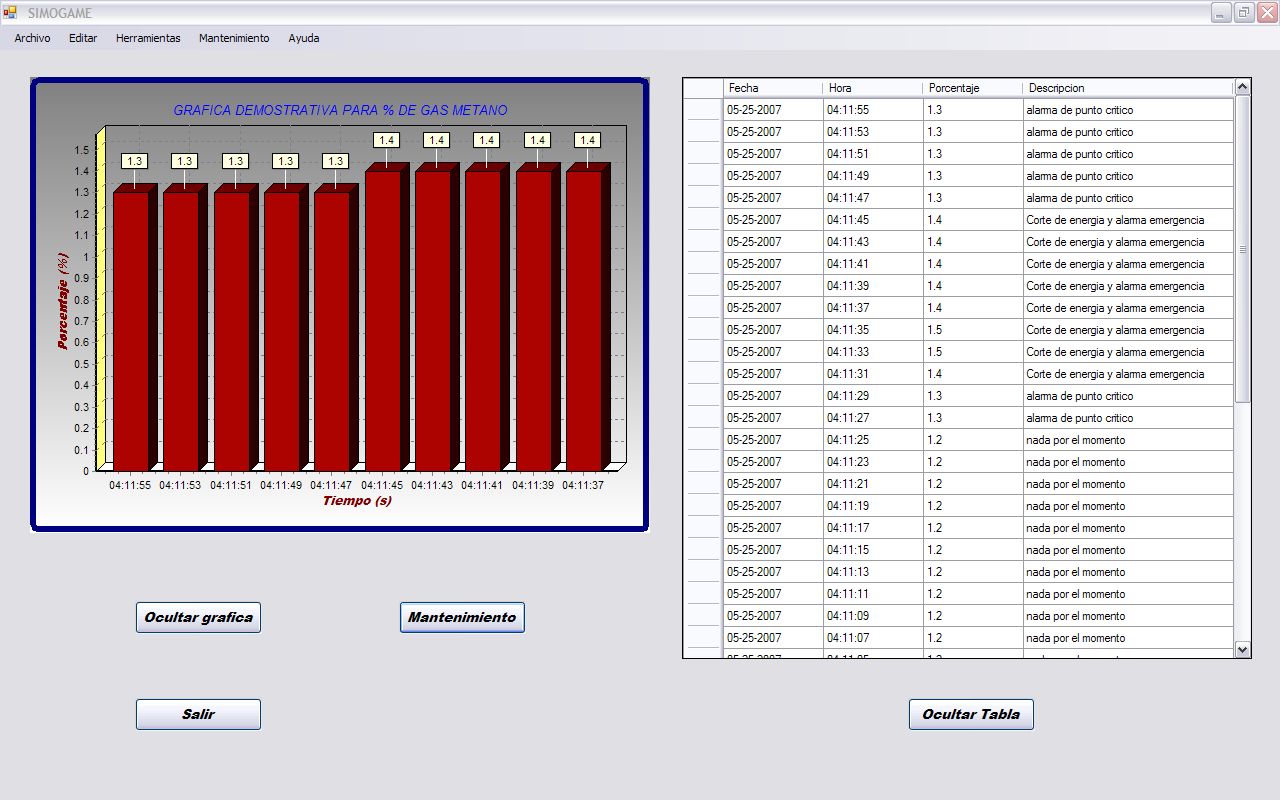 SIMOGAME
Archivo Editar Herramientas Mantenimiento Ayuda
GRAFICA DEMOSTRATIVA PARA % DE GAS METANO
1.3 1.3 1.3 1.3 1.3 1.4 1.4 1.4 1.4 1.4
1.5
1.4
1.3
1.2
1.1
1
0.9
0.8
0.7
0.6
0.5
0.4
0.3
0.2
0.1
0
Porcentaje (%)
04:11:55 04:11:53 04:11:51 04:11:49 04:11:47 04:11:45 04:11:43 04:11:41 04:11:39 04:11:37
Tiempo (s)
Fecha Hora Porcentaje Descripcion
05-25-2007 04:11:55 1.3 alarma de punto critico
05-25-2007 04:11:53 1.3 alarma de punto critico
05-25-2007 04:11:51 1.3 alarma de punto critico
05-25-2007 04:11:49 1.3 alarma de punto critico
05-25-2007 04:11:47 1.3 alarma de punto critico
05-25-2007 04:11:45 1.4 Corte de energia y alarma emergencia
05-25-2007 04:11:43 1.4 Corte de energia y alarma emergencia
05-25-2007 04:11:41 1.4 Corte de energia y alarma emergencia
05-25-2007 04:11:39 1.4 Corte de energia y alarma emergencia
05-25-2007 04:11:37 1.4 Corte de energia y alarma emergencia
05-25-2007 04:11:35 1.5 Corte de energia y alarma emergencia
05-25-2007 04:11:33 1.5 Corte de energia y alarma emergencia
05-25-2007 04:11:31 1.4 Corte de energia y alarma emergencia
05-25-2007 04:11:29 1.3 alarma de punto critico
05-25-2007 04:11:27 1.3 alarma de punto critico
05-25-2007 04:11:25 1.2 nada por el momento
05-25-2007 04:11:23 1.2 nada por el momento
05-25-2007 04:11:21 1.2 nada por el momento
05-25-2007 04:11:19 1.2 nada por el momento
05-25-2007 04:11:17 1.2 nada por el momento
05-25-2007 04:11:15 1.2 nada por el momento
05-25-2007 04:11:13 1.2 nada por el momento
05-25-2007 04:11:11 1.2 nada por el momento
05-25-2007 04:11:09 1.2 nada por el momento
05-25-2007 04:11:07 1.2 nada por el momento
Ocultar grafica
Mantenimiento
Salir
Ocultar Tabla